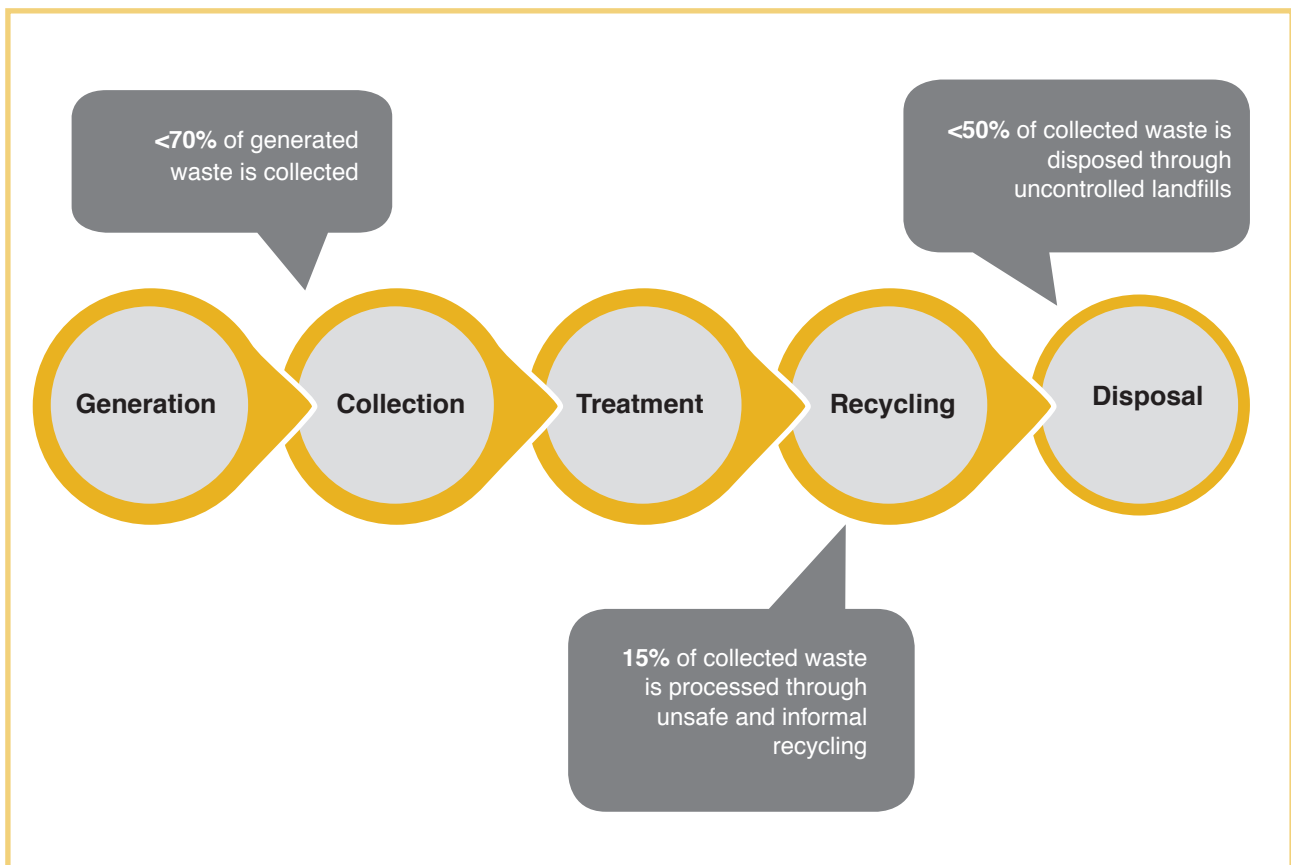 <70% of generated
waste is collected
<50% of collected waste is
disposed through
uncontrolled landfills
Generation
Collection
Treatment
Recycling
Disposal
15% of collected waste
is processed through
unsafe and informal
recycling